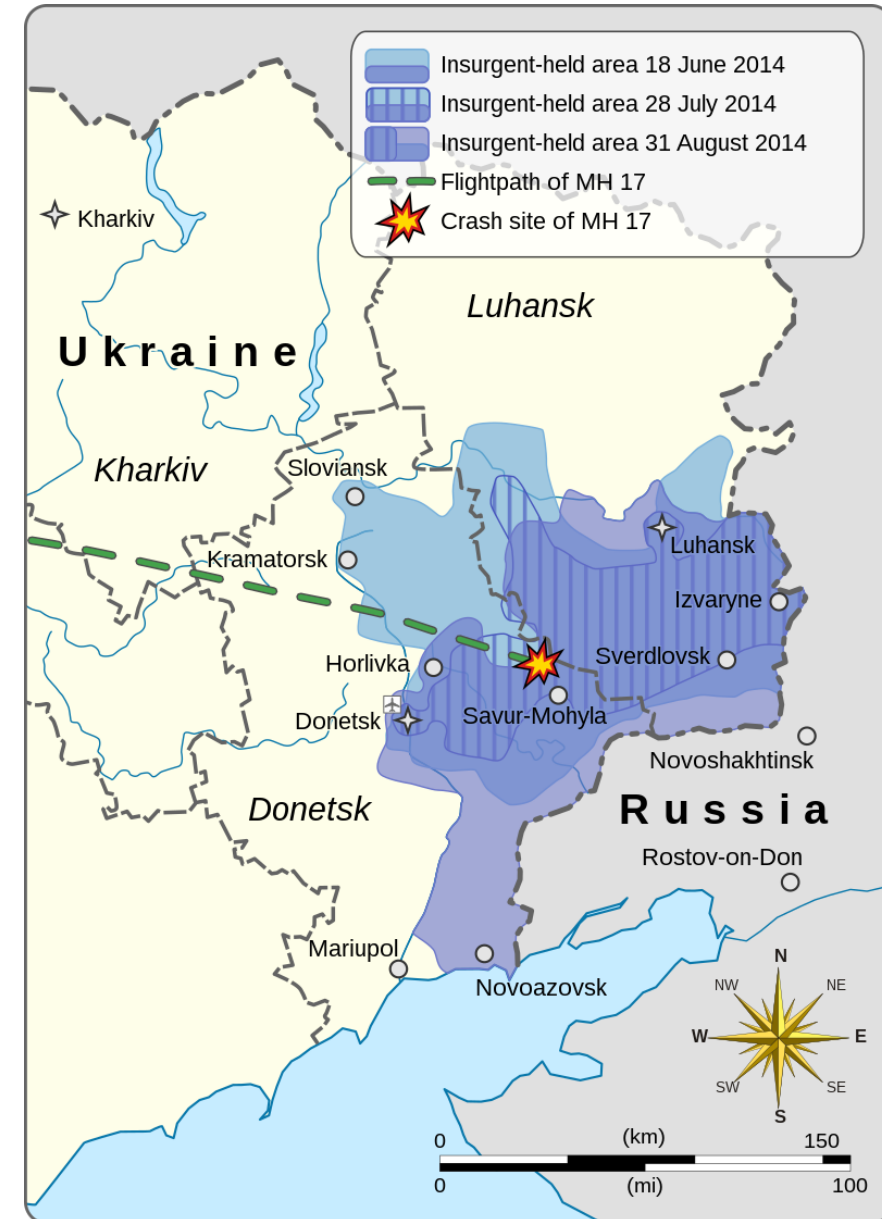 Insurgent-held area 18 June 2014
Insurgent-held area 28 July 2014
Insurgent-held area 31 August 2014
Flightpath of MH 17
Crash site of MH 17
Kharkiv
Luhansk
Ukraine
Kharkiv
Sloviansk
Luhansk
Kramatorsk
Izvaryne
Horlivka
Sverdlovsk
Donetsk
Savur-Mohyla
Novoshakhtinsk
Donetsk
Russia
Rostov-on-Don
Mariupol
Novoazovsk
N
NW
NE
W
E
SW
SE
S
0
(km)
150
0
(mi)
100